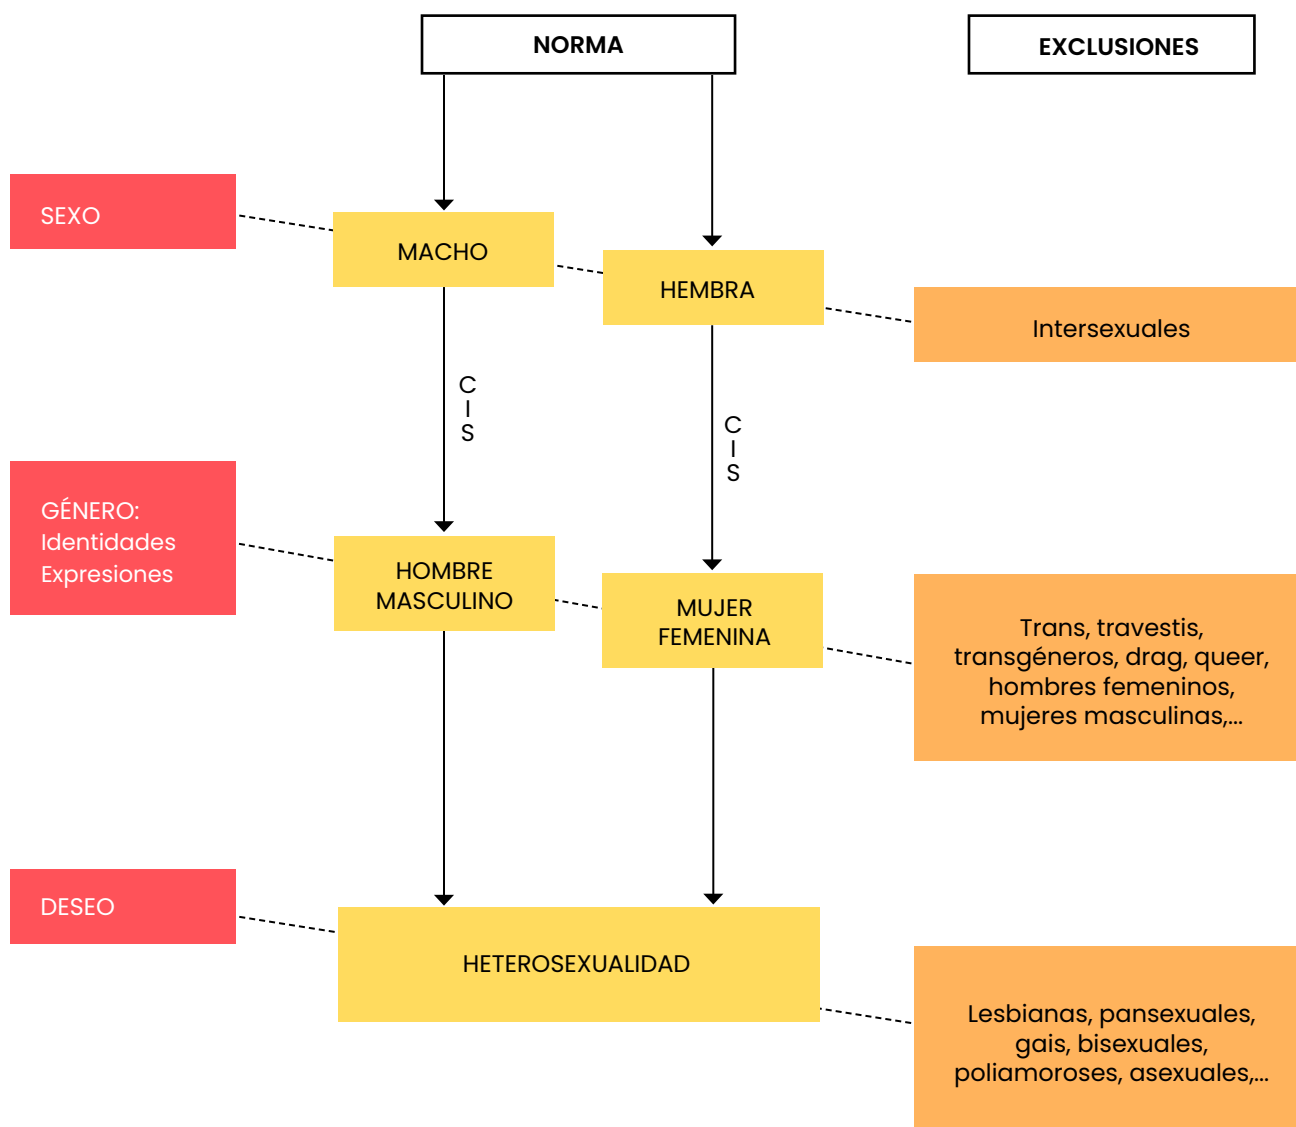 NORMA
EXCLUSIONES
SEXO
MACHO
HEMBRA
Intersexuales
C
I
S
C
I
S
GÉNERO:
Identidades
Expresiones
HOMBRE
MASCULINO
MUJER
FEMENINA
Trans, travestis,
transgéneros, drag, queer,
hombres femeninos,
mujeres masculinas,...
DESEO
HETEROSEXUALIDAD
Lesbianas, pansexuales,
gais, bisexuales,
poliamoroses, asexuales,...